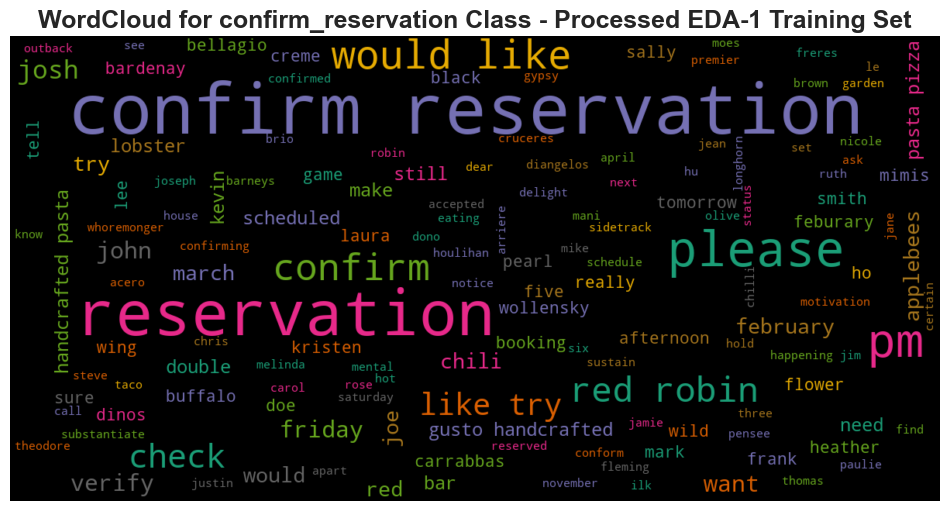 WordCloud for confirm_reservation Class - Processed EDA-1 Training Set
outback
see
bellagio
creme
would like
sally
moes
premier
freres
le
josh
bardenay
confirmed
black
gypsy
brown
garden
pasta pizza
confirm reservation
tell
lobster
brio
cruceres
jean
set
nicole
try
robin
dear
diangelos
april
longhorn
ask
joseph
barneys
game
still
delight
next
hu
ruth
mimis
lee
kevin
make
status
smith
handcrafted pasta
house
scheduled
accepted
eating
arriere
mani
tomorrow
olive
feburary
jane
applebees
know
whoremonger
laura
dono
sidetrack
please
john
confirming
houlihan
mike
march
confirm
pearl
schedule
ho
acero
notice
five
really
chilli
certain
reservation
wollensky
motivation
chris
booking
six
afternoon
february
pm
wing
kristen
hold
double
melinda
mental
chili
sustain
happening
jim
steve
taco
hot
red robin
flower
sure
buffalo
carol
rose
saturday
like try
call
dinos
doe
joe
three
substantiate
friday
gusto handcrafted
jamie
wild
pensee
need
find
theodore
check
reserved
conform
mark
heather
verify
would
apart
carrabbas
fleming
frank
paulie
justin
red
bar
november
ilk
want
thomas